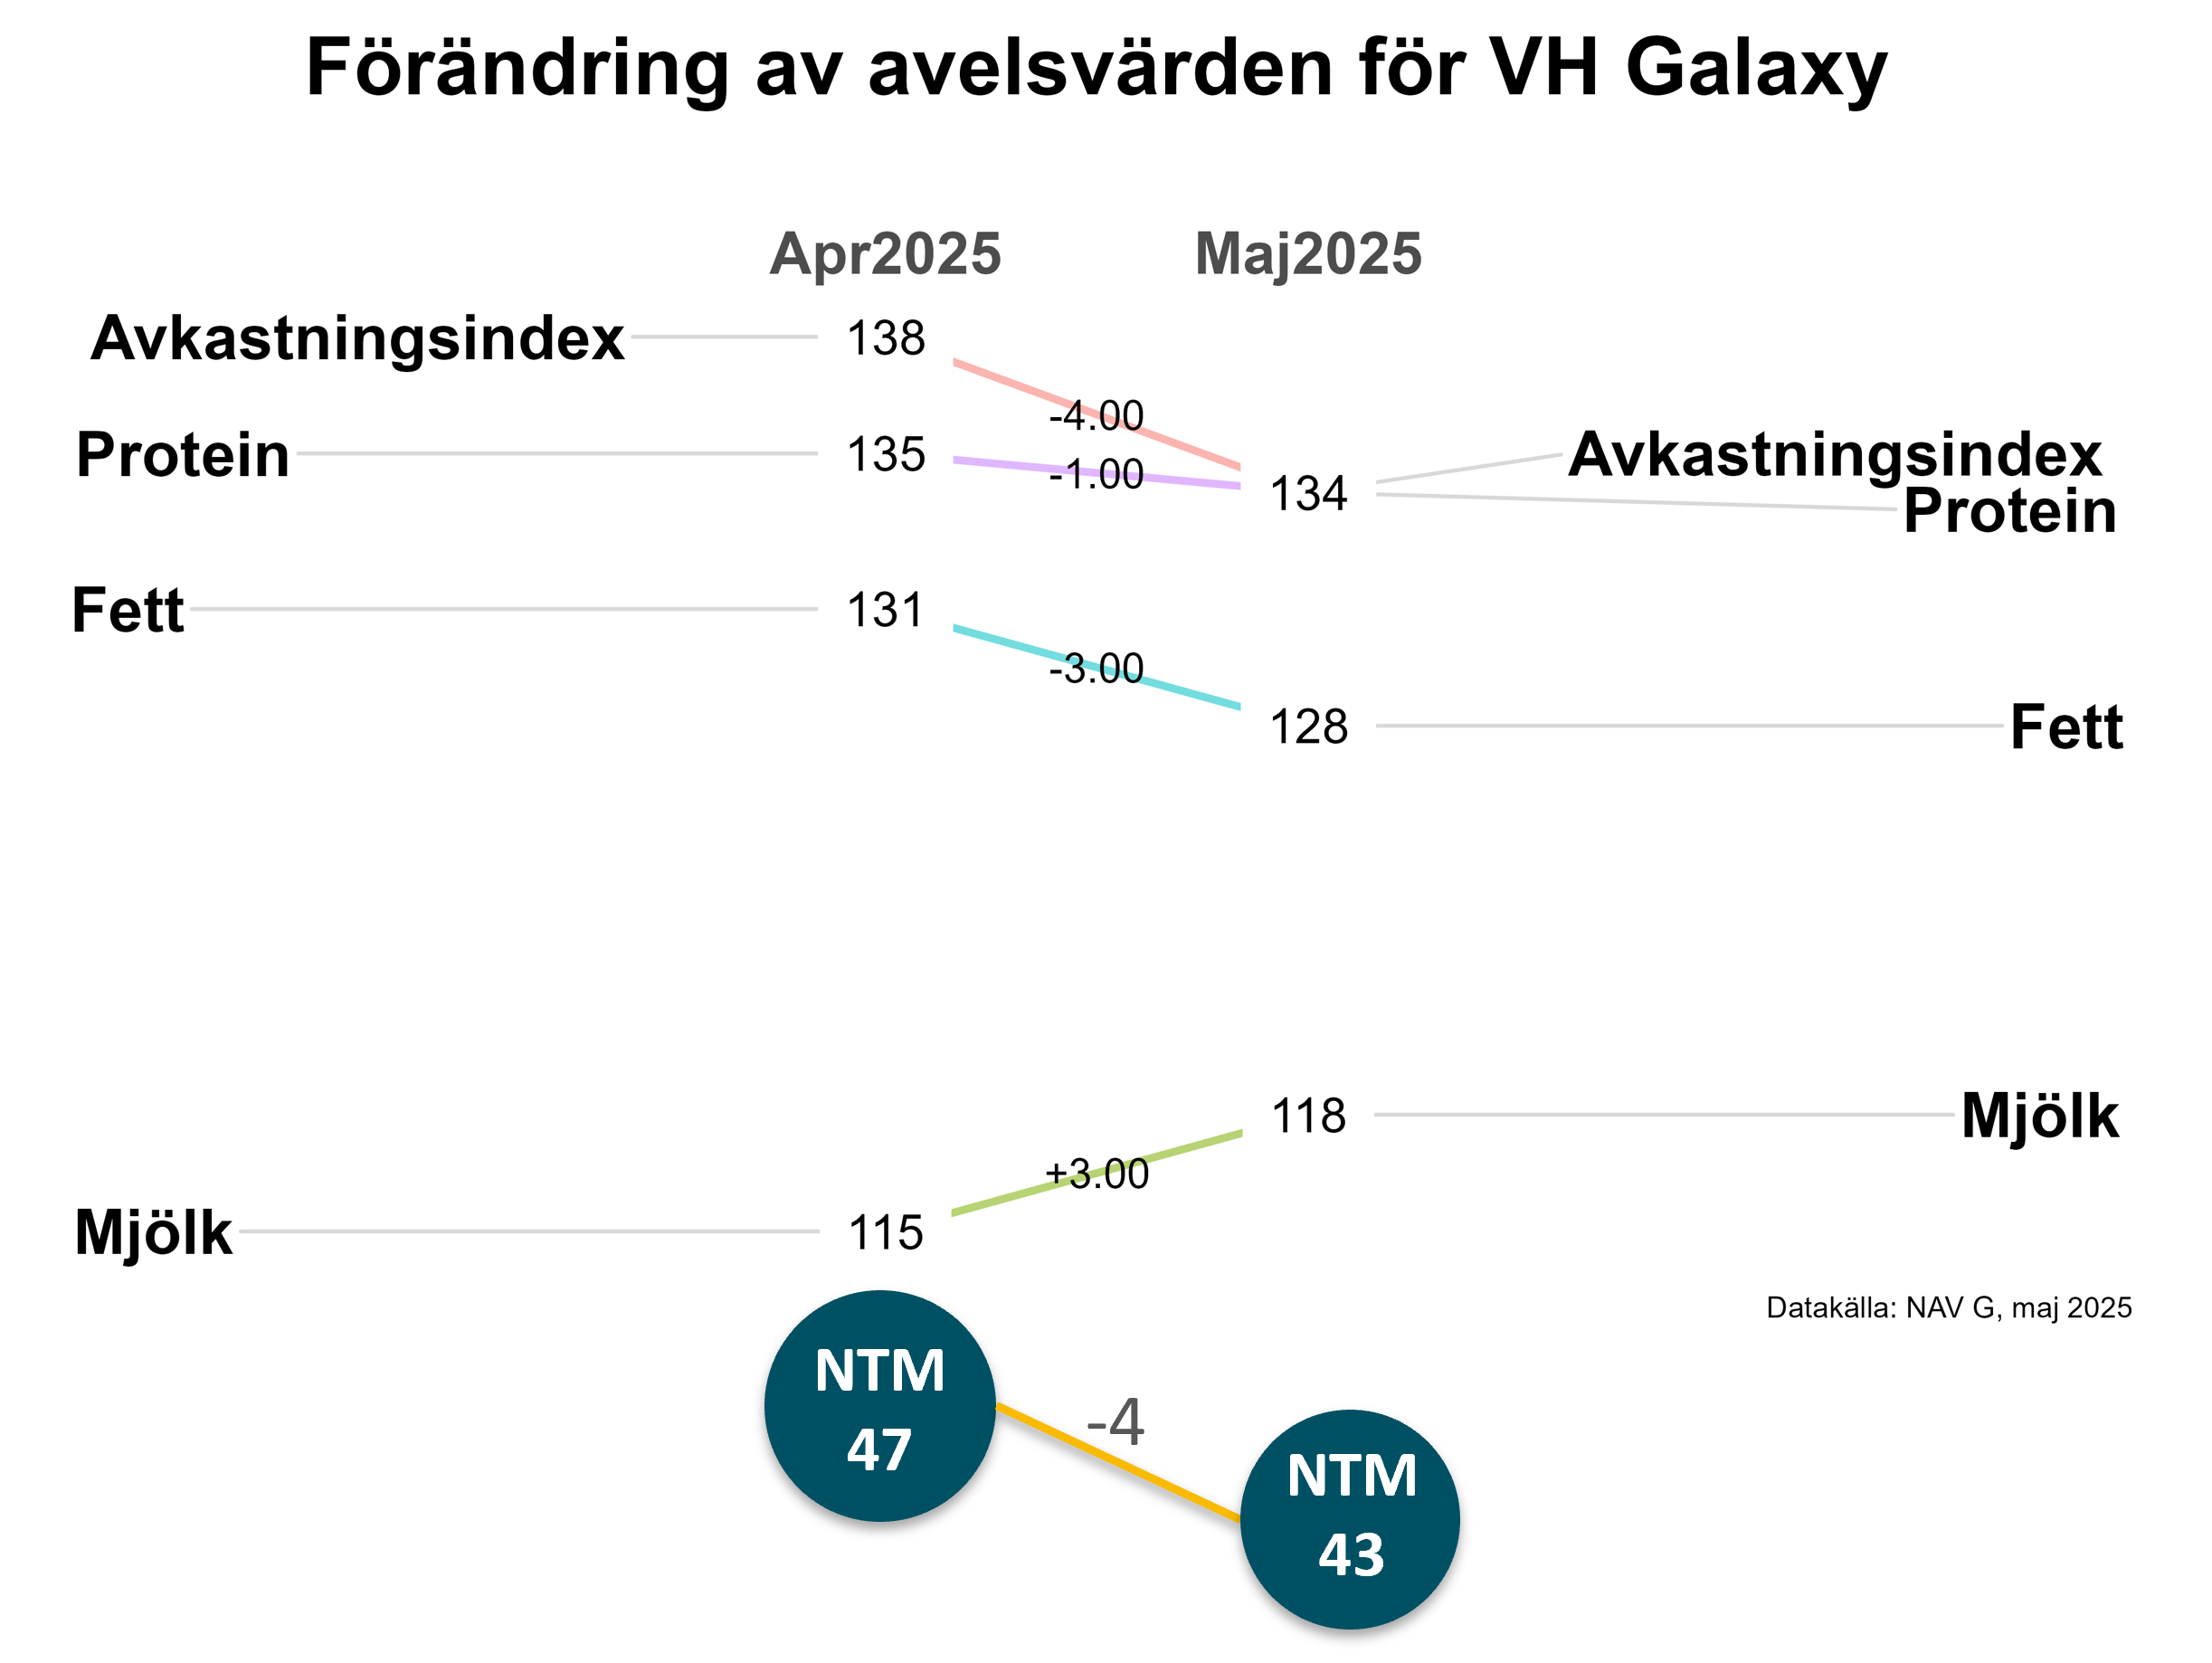 Förändring av avelsvärden för VH Galaxy
Apr2025 Maj2025
Avkastningsindex 138
-4.00
Protein 135
-1.00
134 Avkastningsindex
Protein
Fett 131
-3.00
128 Fett
118 Mjölk
+3.00
Mjölk 115
Datakälla: NAV G, maj 2025
NTM
47
-4
NTM
43